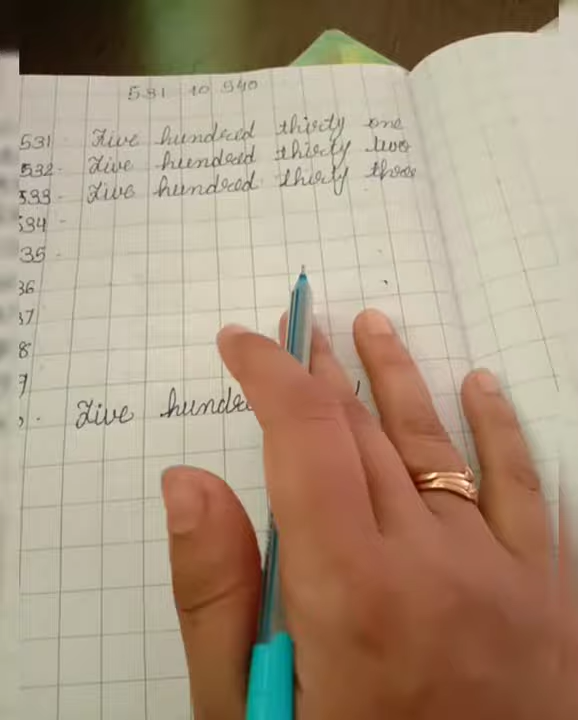 531 to 540
531 Five hundred thirty one
532. Five hundred thirty two
533. Five hundred thirty three
534.
35.
36
37
8
9
Five